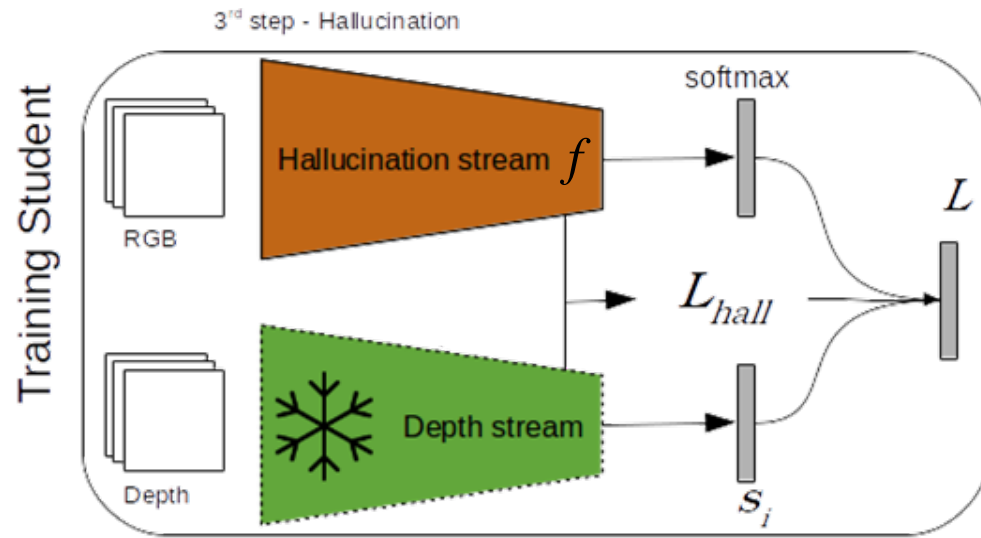 3rd step - Hallucination
Training Student
softmax
Hallucination stream f
RGB
L
L_hall
Depth stream
Depth
s_i